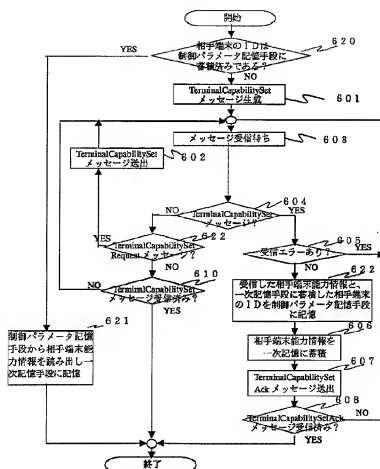 開始
620
YES
相手端末のIDは
制御パラメータ記憶手段に
蓄積済みである?
NO
TerminalCapabilitySet
メッセージ生成
601
メッセージ受信待ち
603
TerminalCapabilitySet
メッセージ送出
602
604
NO
TerminalCapabilitySet
メッセージ?
YES
622
TerminalCapabilitySet
Requestメッセージ?
YES
NO
605
受信エラーあり?
YES
NO
610
NO
TerminalCapabilitySet
メッセージ受信済み?
YES
622
受信した相手端末能力情報と、
一次記憶手段に蓄積した相手端末
のIDを制御パラメータ記憶手段
に記憶
621
制御パラメータ記憶
手段から相手端末能
力情報を読み出し一
次記憶手段に記憶
606
相手端末能力情報を
一次記憶に蓄積
607
TerminalCapabilitySet
Ackメッセージ送出
608
TerminalCapabilitySetAck
メッセージ受信済み?
NO
YES
終了